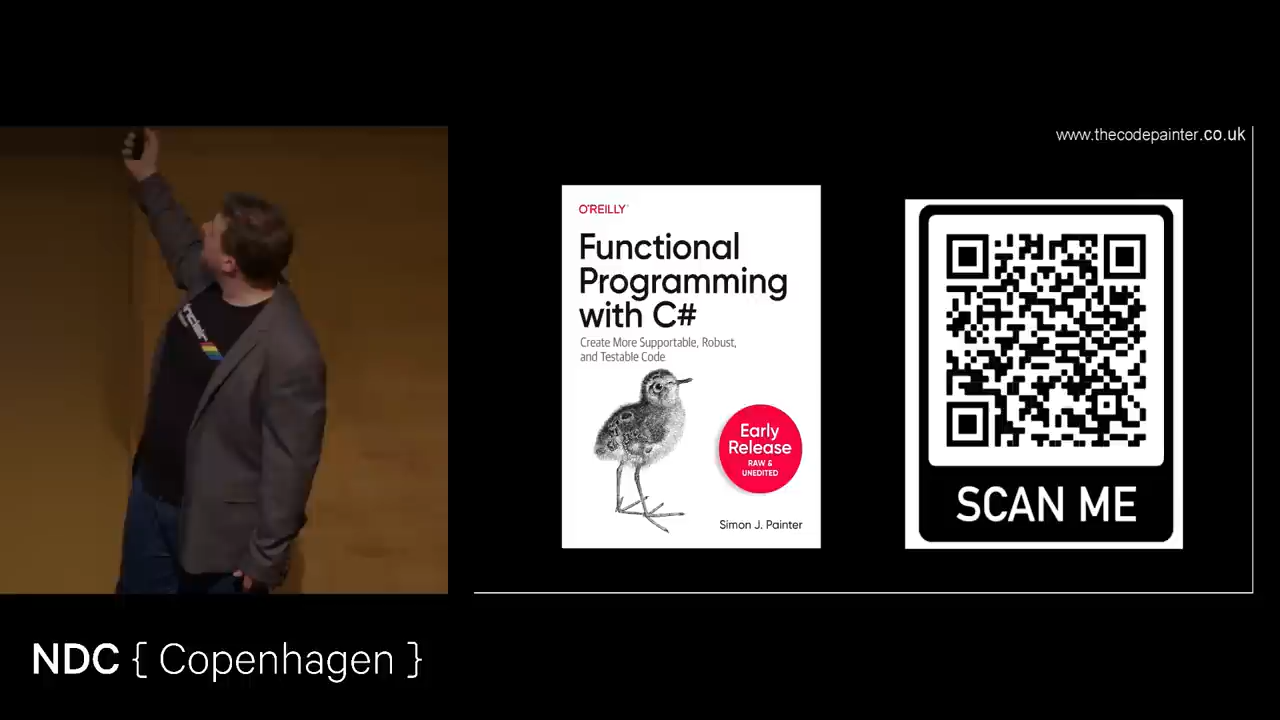 www.thecodepainter.co.uk
O'REILLY
Functional
Programming
with C#
Create More Supportable, Robust,
and Testable Code
Early
Release
RAW &
UNEDITED
Simon J. Painter
SCAN ME
NDC { Copenhagen }